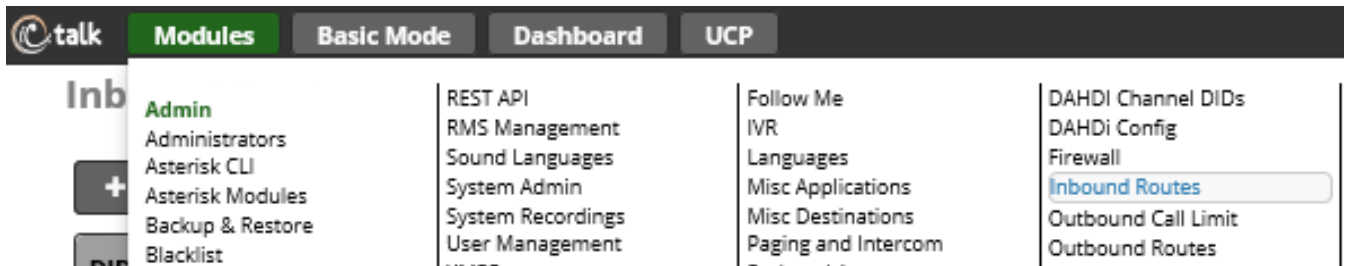 talk Modules Basic Mode Dashboard UCP
Inb
Admin
Administrators
Asterisk CLI
Asterisk Modules
Backup & Restore
Blacklist
REST API
RMS Management
Sound Languages
System Admin
System Recordings
User Management
Follow Me
IVR
Languages
Misc Applications
Misc Destinations
Paging and Intercom
DAHDI Channel DIDs
DAHDi Config
Firewall
Inbound Routes
Outbound Call Limit
Outbound Routes